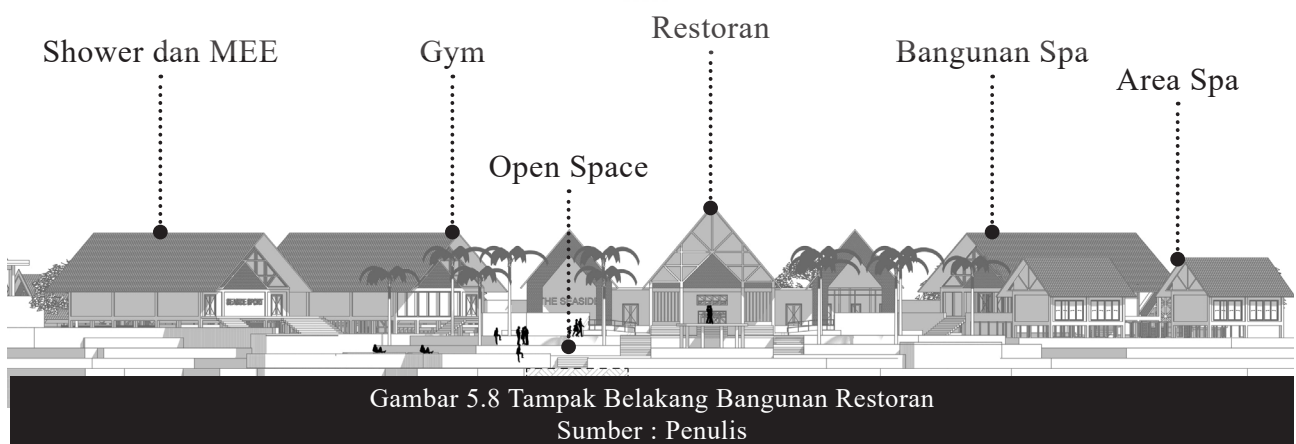 Restoran
Shower dan MEE
Gym
Bangunan Spa
Area Spa
Open Space
SEASIDE SPORT
THE SEASIDE
Gambar 5.8 Tampak Belakang Bangunan Restoran
Sumber : Penulis